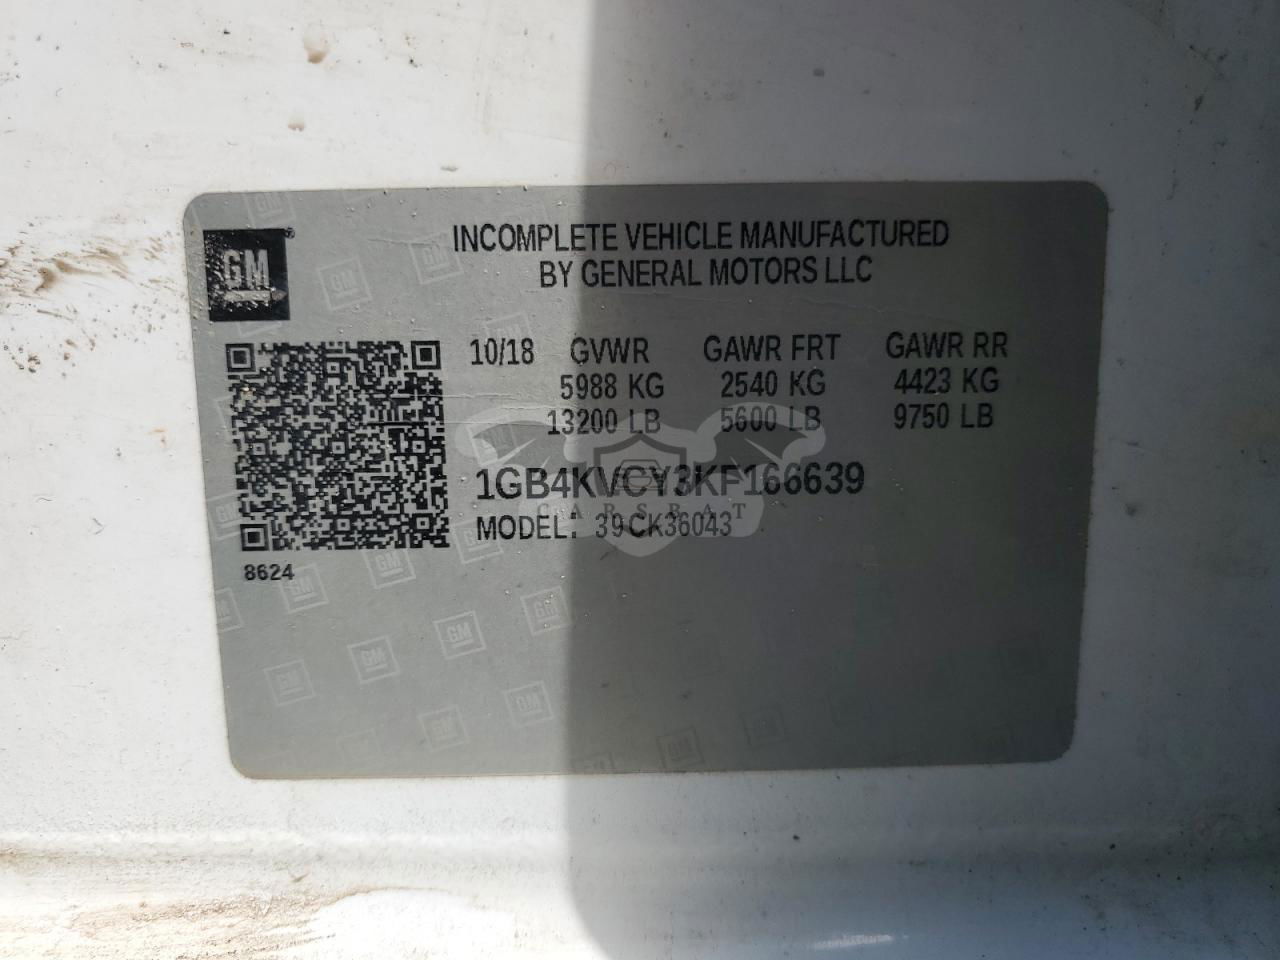 INCOMPLETE VEHICLE MANUFACTURED
BY GENERAL MOTORS LLC
GM
10/18 GVWR GAWR FRT GAWR RR
5988 KG 2540 KG 4423 KG
13200 LB 5600 LB 9750 LB
1GB4KVCY3KF166639
CARSBAT
MODEL: 39CK36043
8624